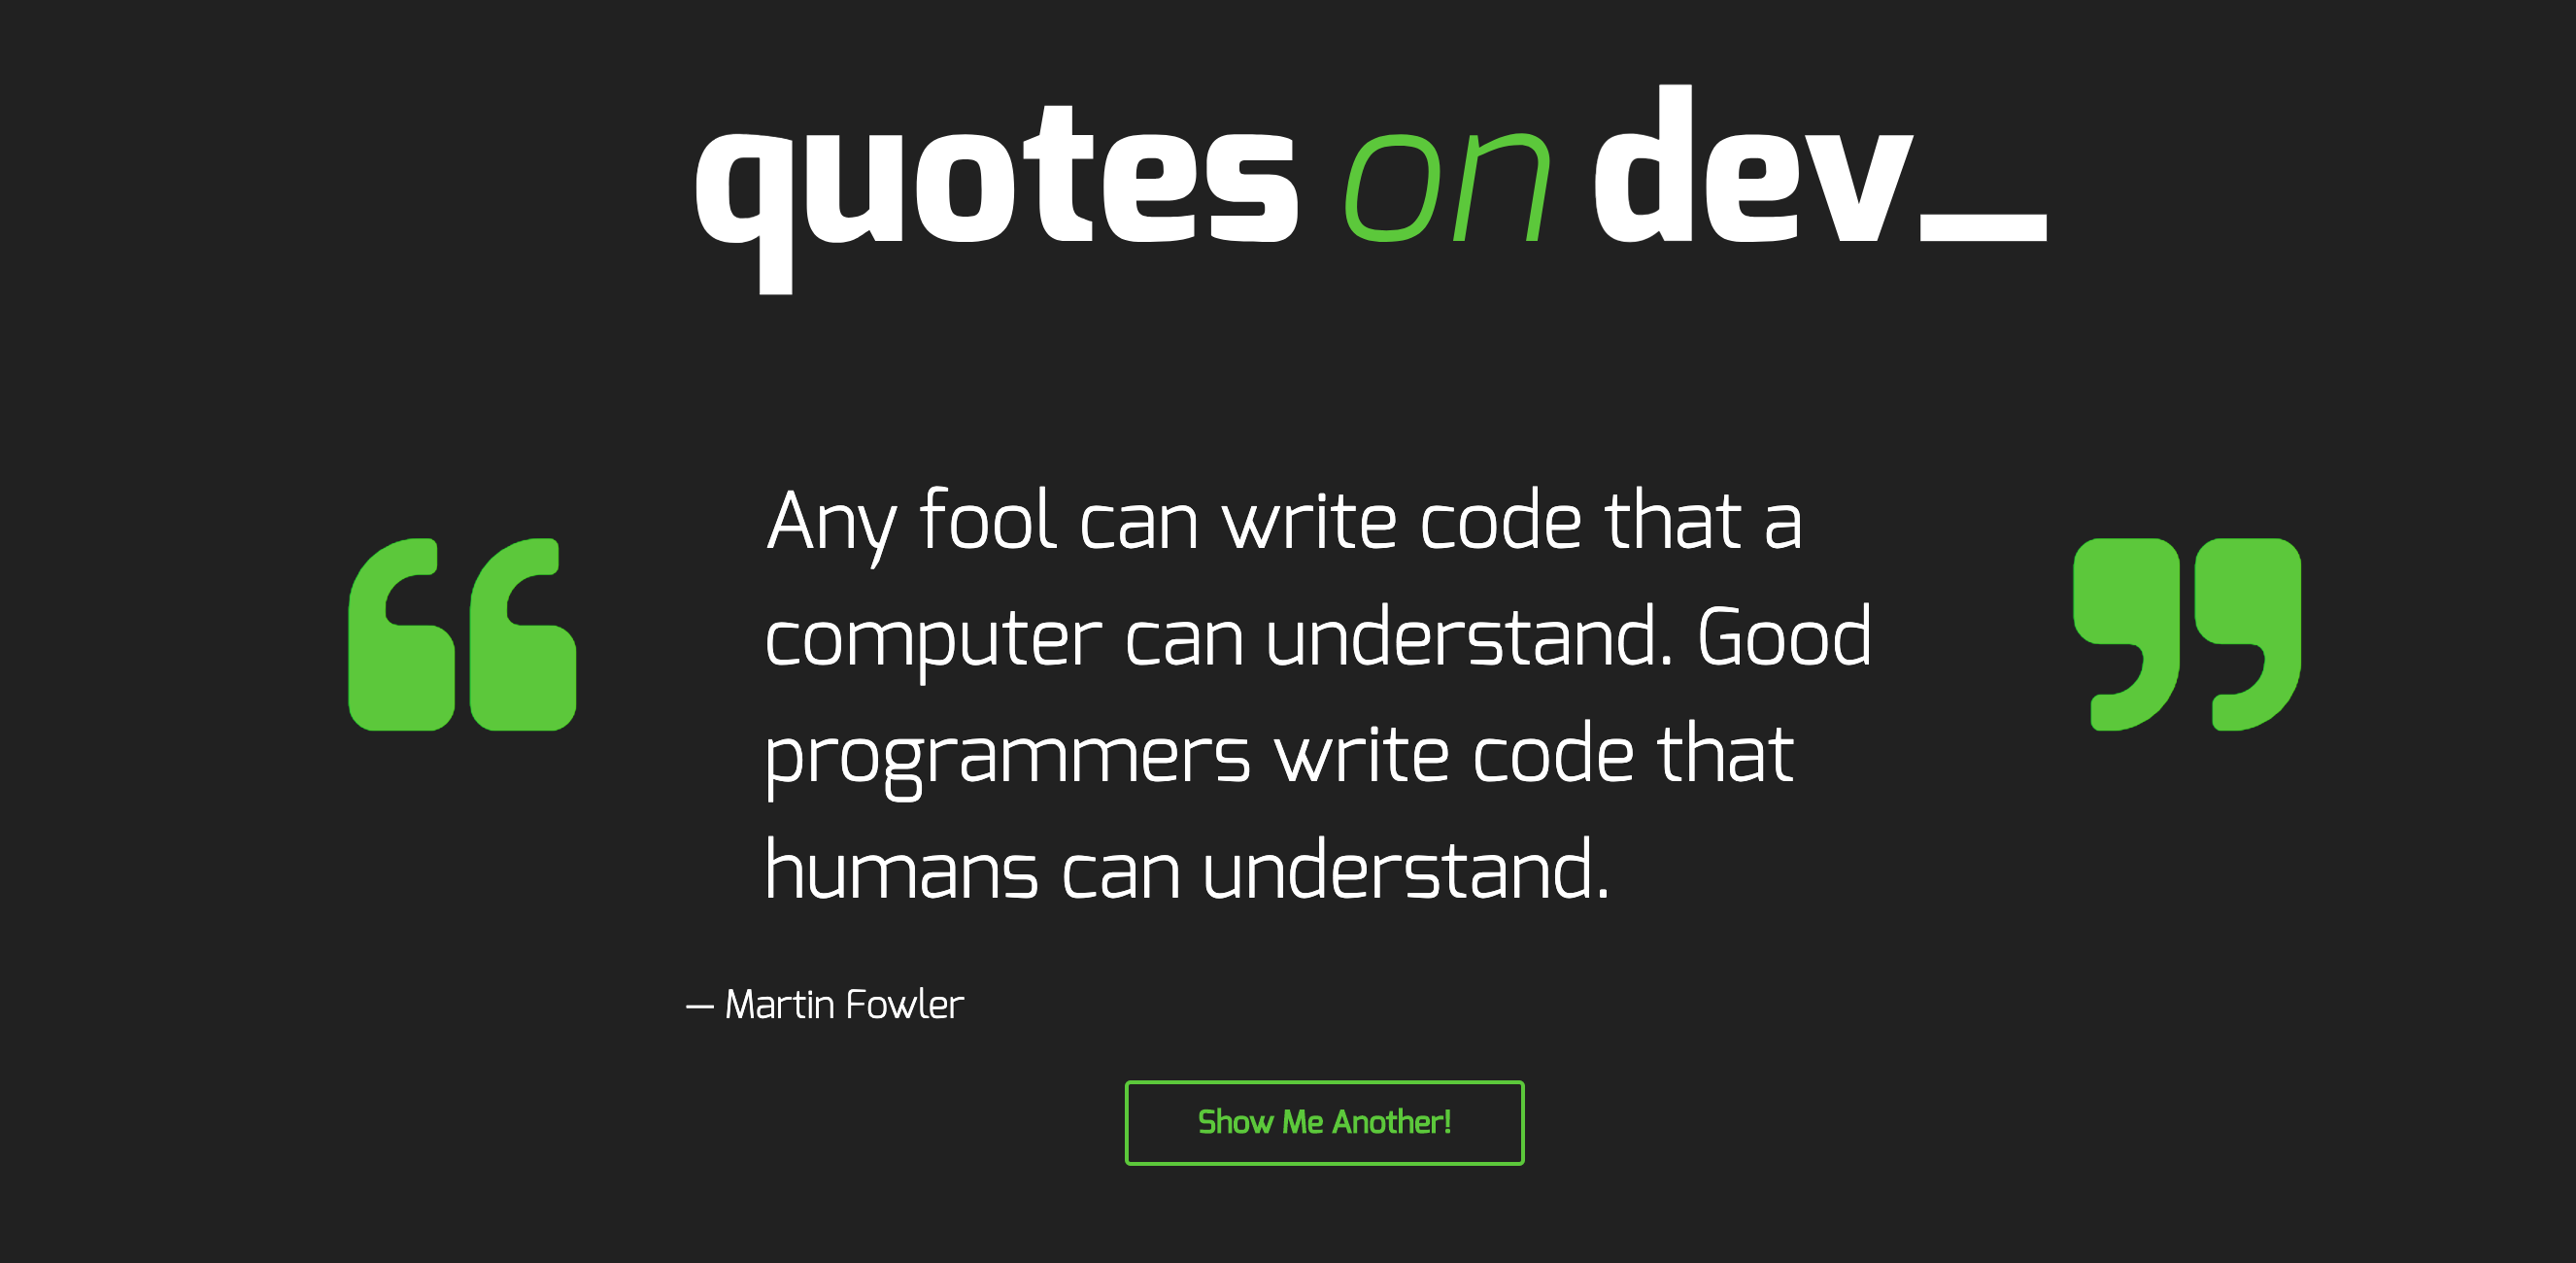 quotes on dev_
Any fool can write code that a
computer can understand. Good
programmers write code that
humans can understand.
— Martin Fowler
Show Me Another!